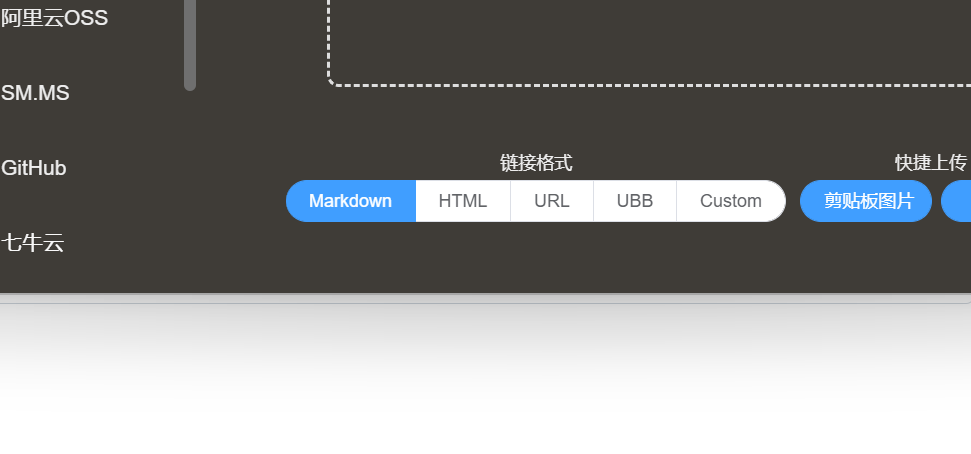 阿里云OSS
SM.MS
GitHub
七牛云
链接格式
Markdown HTML URL UBB Custom
快捷上传
剪贴板图片